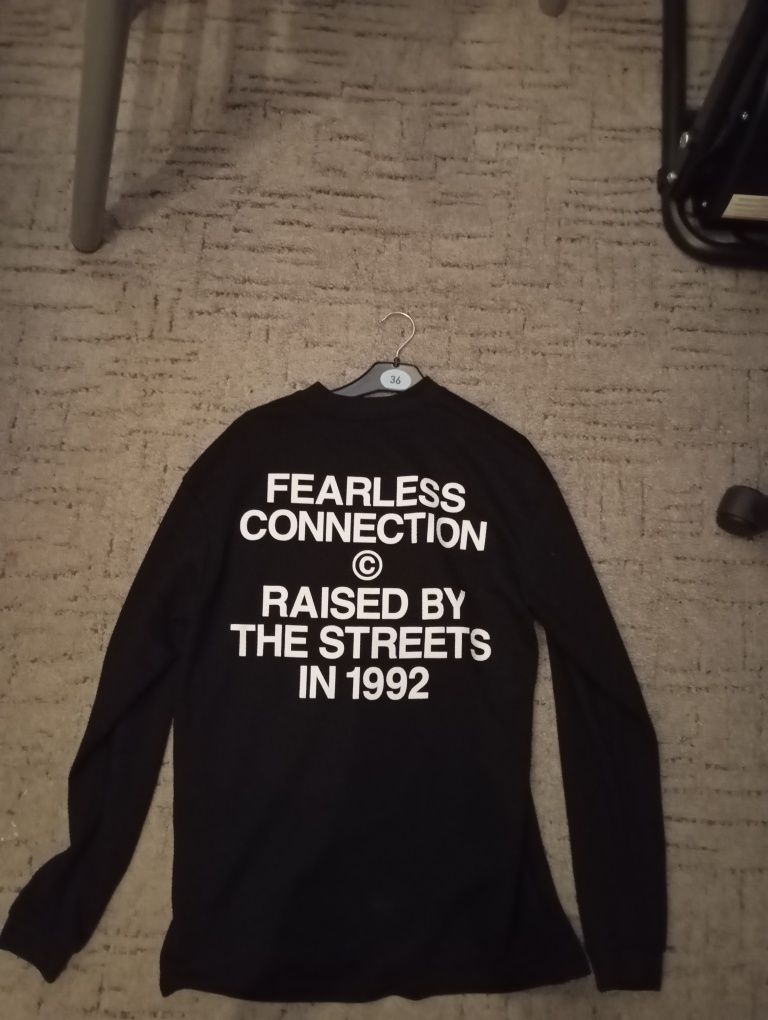 36
FEARLESS
CONNECTION
©
RAISED BY
THE STREETS
IN 1992